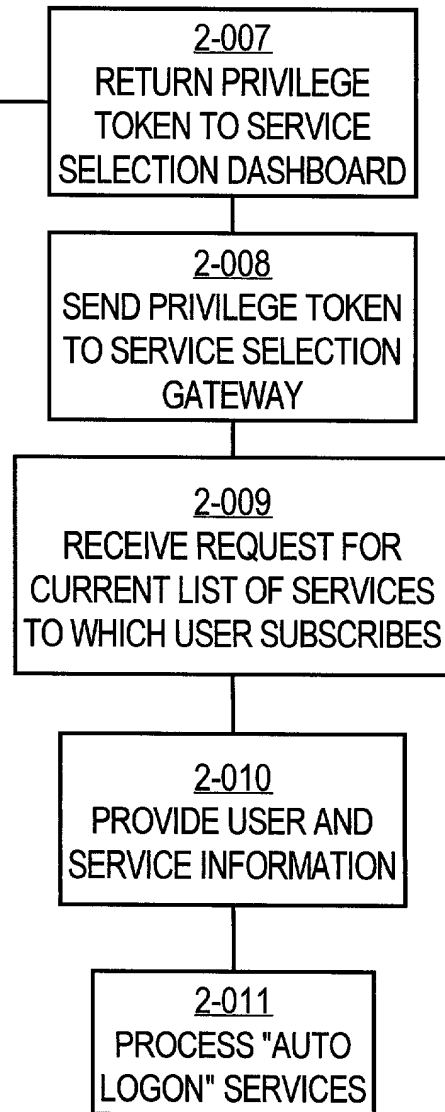 2-007
RETURN PRIVILEGE
TOKEN TO SERVICE
SELECTION DASHBOARD
2-008
SEND PRIVILEGE TOKEN
TO SERVICE SELECTION
GATEWAY
2-009
RECEIVE REQUEST FOR
CURRENT LIST OF SERVICES
TO WHICH USER SUBSCRIBES
2-010
PROVIDE USER AND
SERVICE INFORMATION
2-011
PROCESS "AUTO
LOGON" SERVICES